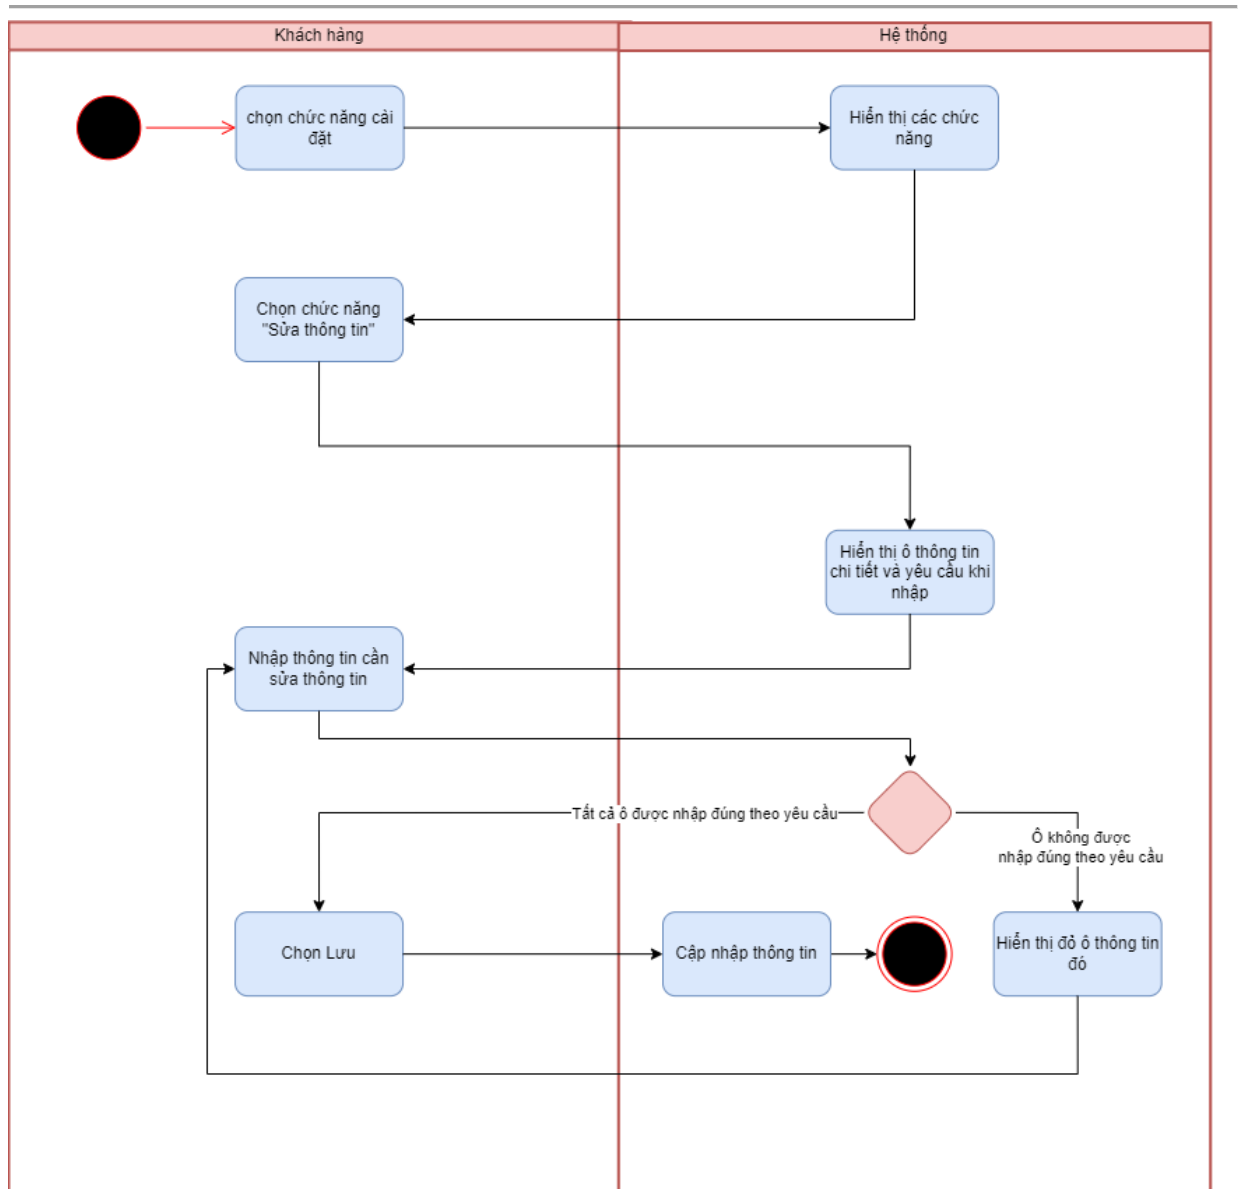 Khách hàng
Hệ thống
chọn chức năng cài
đặt
Hiển thị các chức
năng
Chọn chức năng
"Sửa thông tin"
Hiển thị ô thông tin
chi tiết và yêu cầu khi
nhập
Nhập thông tin cần
sửa thông tin
Tất cả ô được nhập đúng theo yêu cầu
Ô không được
nhập đúng theo yêu cầu
Chọn Lưu
Cập nhập thông tin
Hiển thị đỏ ô thông tin
đó